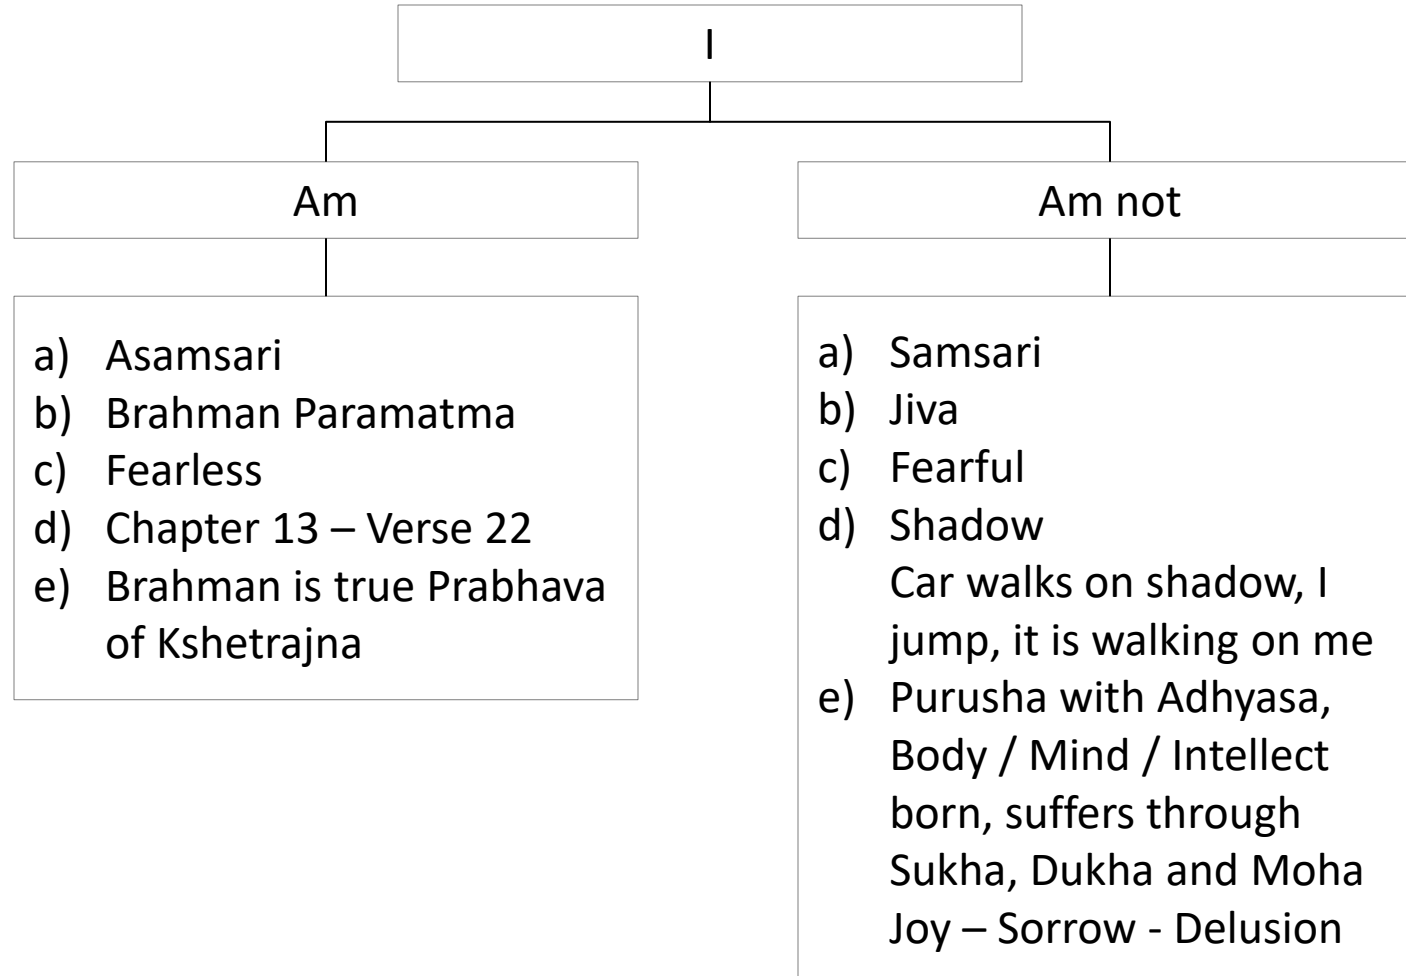 I
Am
a) Asamsari
b) Brahman Paramatma
c) Fearless
d) Chapter 13 – Verse 22
e) Brahman is true Prabhava
of Kshetrajna
Am not
a) Samsari
b) Jiva
c) Fearful
d) Shadow
Car walks on shadow, I
jump, it is walking on me
e) Purusha with Adhyasa,
Body / Mind / Intellect
born, suffers through
Sukha, Dukha and Moha
Joy – Sorrow - Delusion